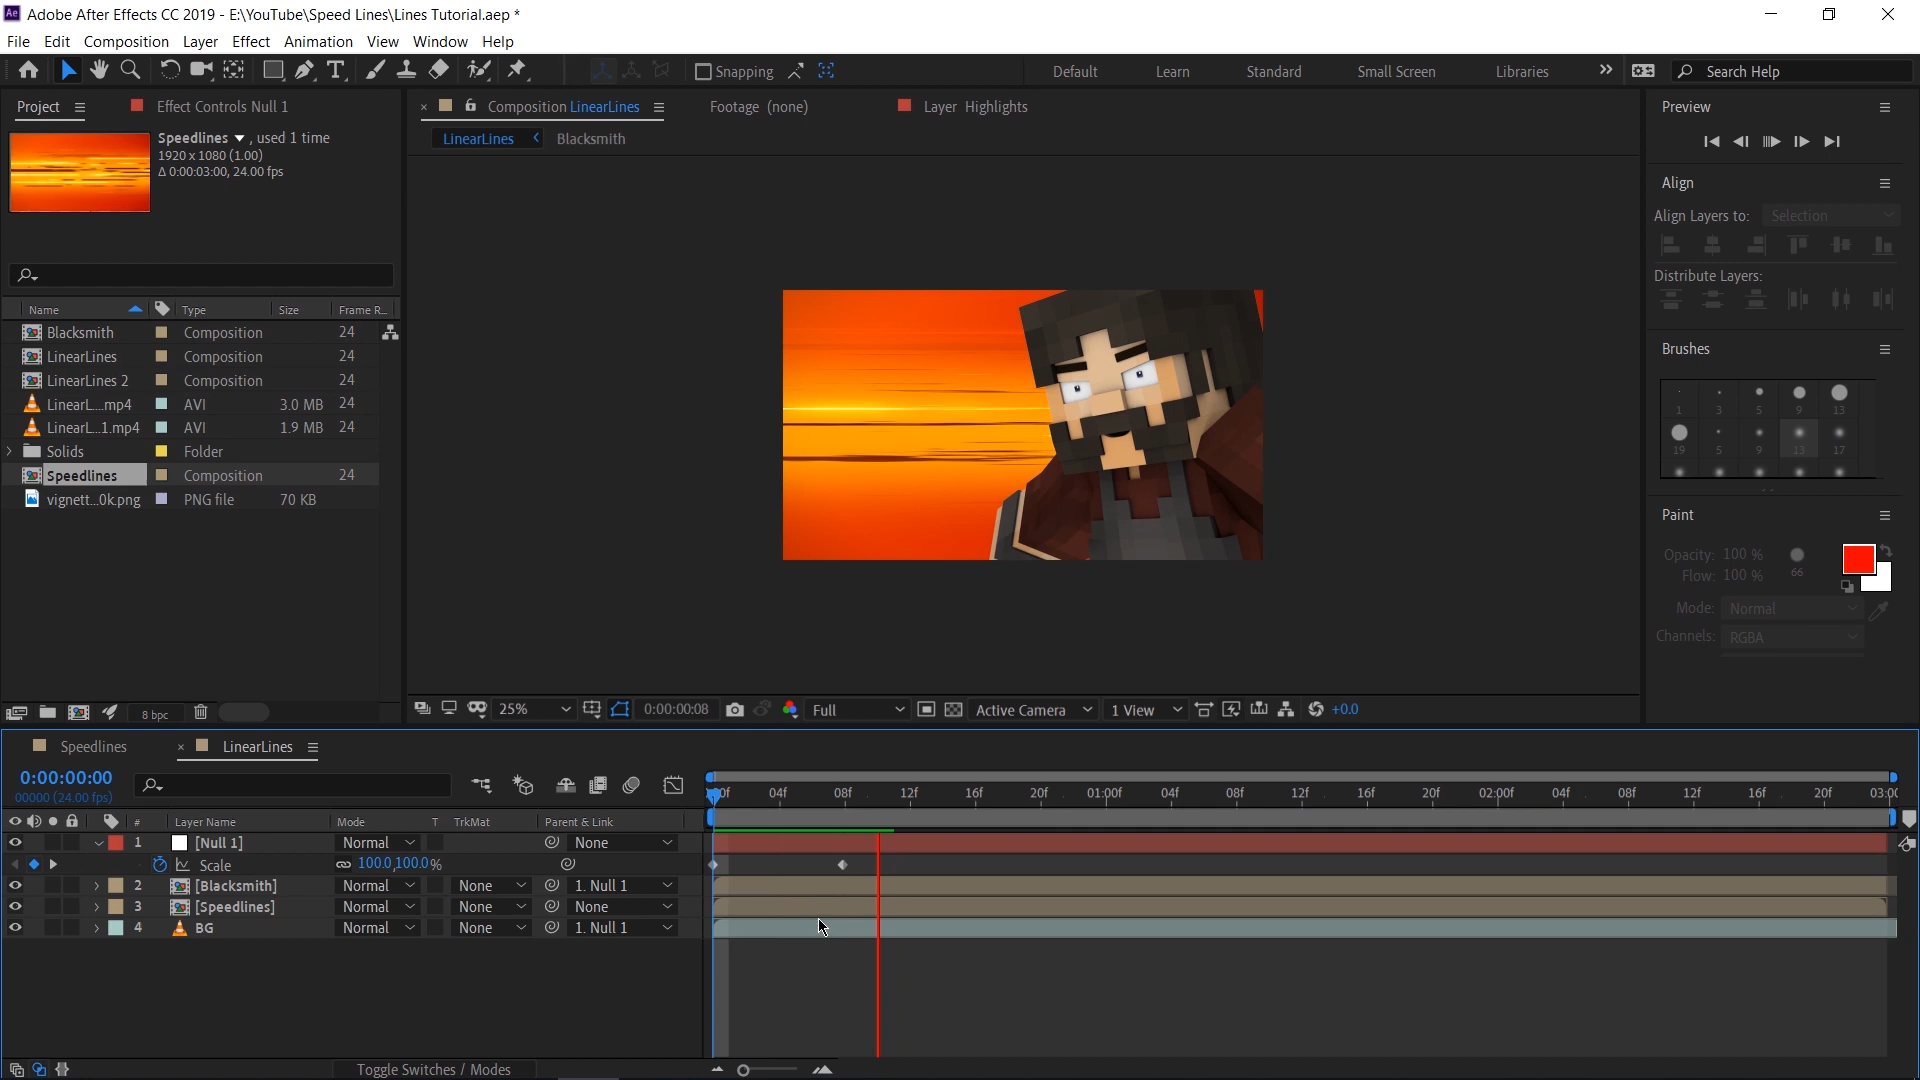 Ae Adobe After Effects CC 2019 - E:\YouTube\Speed Lines\Lines Tutorial.aep *
File Edit Composition Layer Effect Animation View Window Help
Snapping Default Learn Standard Small Screen Libraries Search Help
Project Effect Controls Null 1
Speedlines , used 1 time
1920 x 1080 (1.00)
Δ 0:00:03:00, 24.00 fps
Name Type Size Frame R...
Blacksmith Composition 24
LinearLines Composition 24
LinearLines 2 Composition 24
LinearL....mp4 AVI 3.0 MB 24
LinearL...1.mp4 AVI 1.9 MB 24
Solids Folder
Speedlines Composition 24
vignett...0k.png PNG file 70 KB
8 bpc
Composition LinearLines Footage (none) Layer Highlights
LinearLines Blacksmith
25% 0:00:00:08 Full Active Camera 1 View +0.0
Preview
Align
Align Layers to: Selection
Distribute Layers:
Brushes
1 3 5 9 13
19 5 9 13 17
Paint
Opacity: 100 %
Flow: 100 % 66
Mode: Normal
Channels: RGBA
Speedlines LinearLines
0:00:00:00
00000 (24.00 fps)
04f 08f 12f 16f 20f 01:00f 04f 08f 12f 16f 20f 02:00f 04f 08f 12f 16f 20f
# Layer Name Mode T TrkMat Parent & Link
1 [Null 1] Normal None
Scale 100.0,100.0%
2 [Blacksmith] Normal None 1. Null 1
3 [Speedlines] Normal None None
4 BG Normal None 1. Null 1
Toggle Switches / Modes